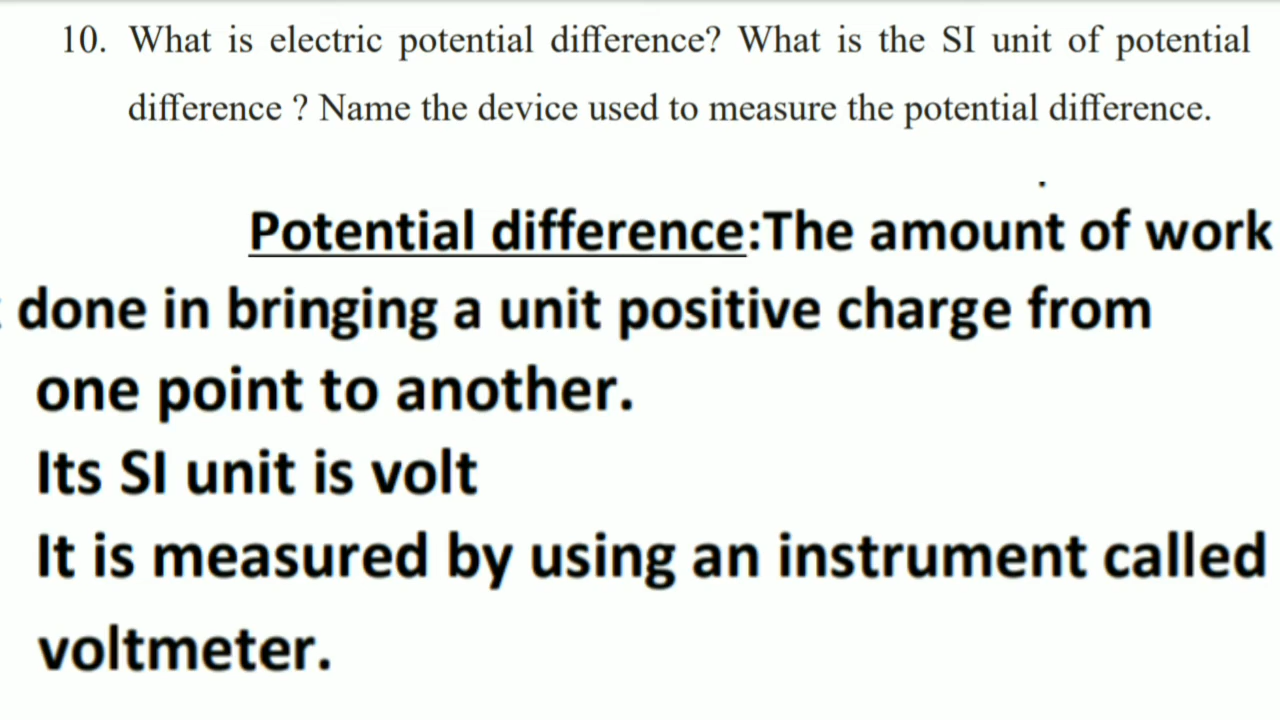 10. What is electric potential difference? What is the SI unit of potential
difference ? Name the device used to measure the potential difference.
Potential difference:The amount of work
done in bringing a unit positive charge from
one point to another.
Its SI unit is volt
It is measured by using an instrument called
voltmeter.